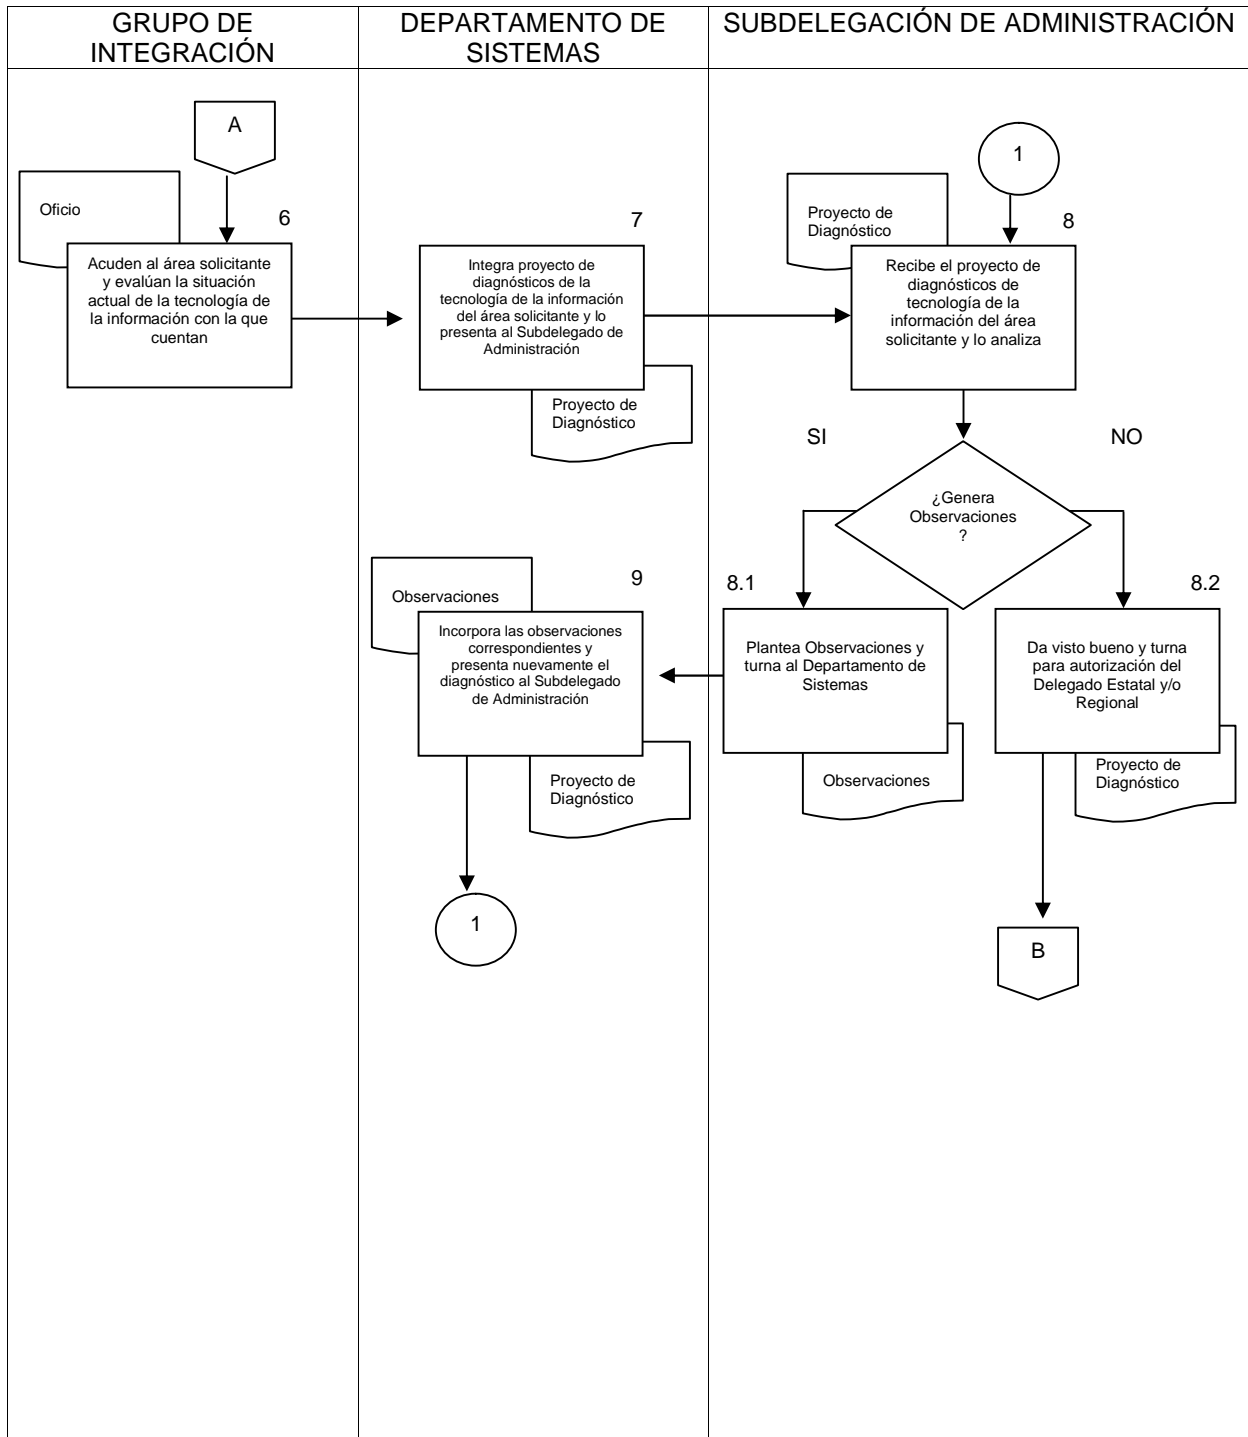 GRUPO DE
INTEGRACIÓN
DEPARTAMENTO DE
SISTEMAS
SUBDELEGACIÓN DE ADMINISTRACIÓN
A
Oficio
6
Acuden al área solicitante
y evalúan la situación
actual de la tecnología de
la información con la que
cuentan
7
Integra proyecto de
diagnósticos de la
tecnología de la información
del área solicitante y lo
presenta al Subdelegado de
Administración
Proyecto de
Diagnóstico
1
Proyecto de
Diagnóstico
8
Recibe el proyecto de
diagnósticos de
tecnología de la
información del área
solicitante y lo analiza
SI
NO
¿Genera
Observaciones
?
8.1
Plantea Observaciones y
turna al Departamento de
Sistemas
Observaciones
8.2
Da visto bueno y turna
para autorización del
Delegado Estatal y/o
Regional
Proyecto de
Diagnóstico
Observaciones
9
Incorpora las observaciones
correspondientes y
presenta nuevamente el
diagnóstico al Subdelegado
de Administración
Proyecto de
Diagnóstico
1
B